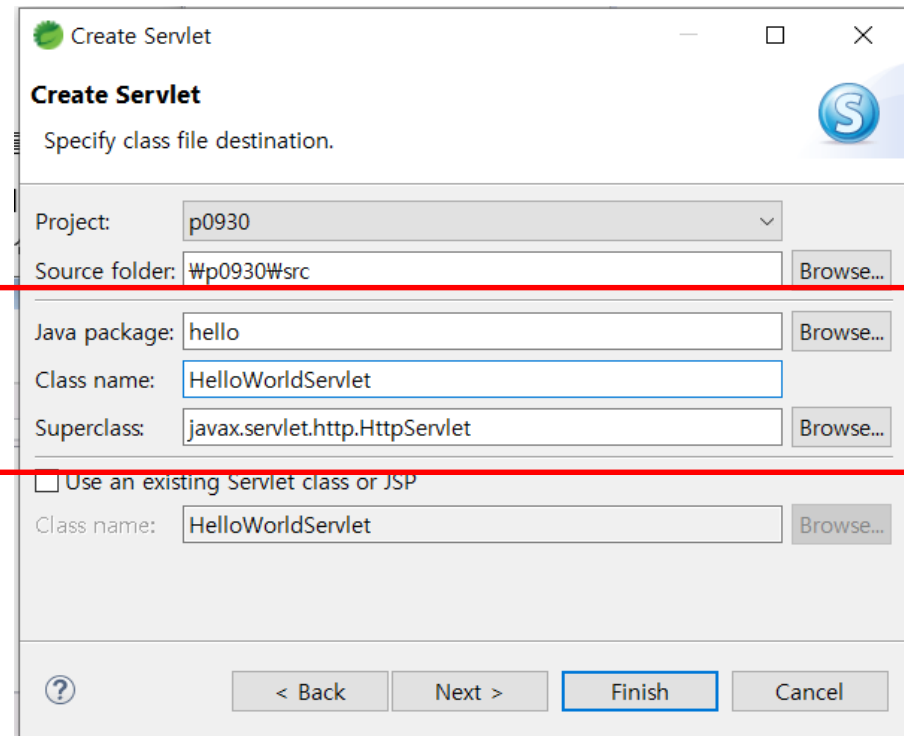 Create Servlet
Create Servlet
Specify class file destination.
Project: p0930
Source folder: ₩p0930₩src Browse...
Java package: hello Browse...
Class name: HelloWorldServlet
Superclass: javax.servlet.http.HttpServlet Browse...
Use an existing Servlet class or JSP
Class name: HelloWorldServlet Browse...
? < Back Next > Finish Cancel